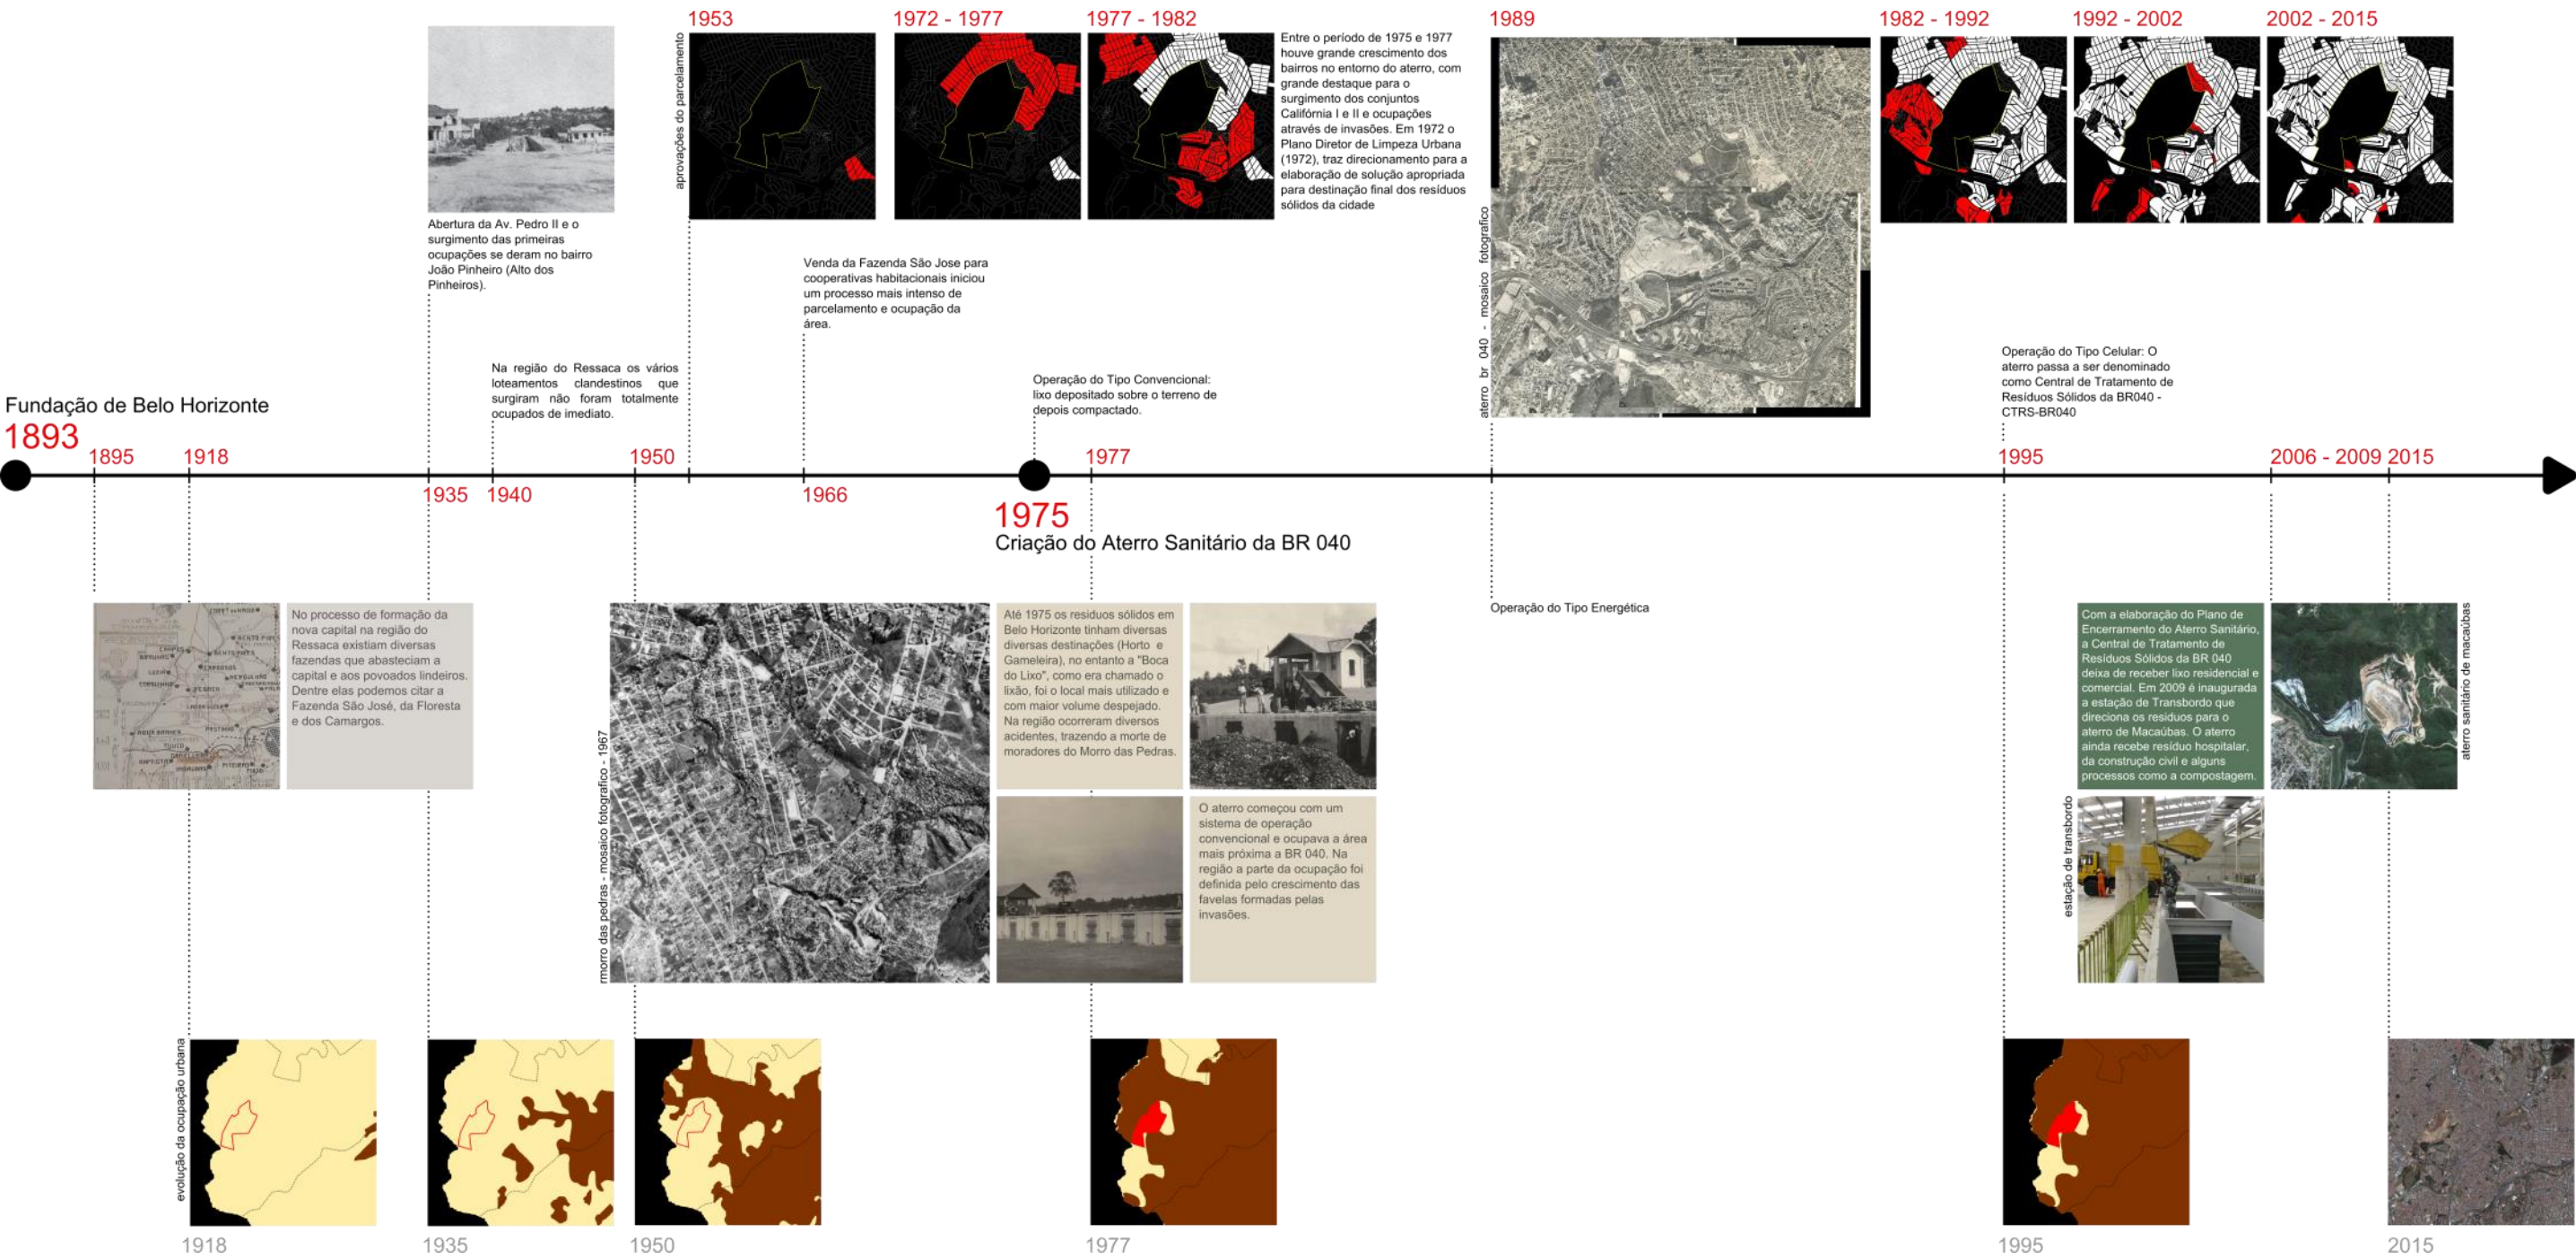 1953
1972 - 1977
1977 - 1982
1989
1982 - 1992
1992 - 2002
2002 - 2015
aprovações do parcelamento
Entre o período de 1975 e 1977
houve grande crescimento dos
bairros no entorno do aterro, com
grande destaque para o
surgimento dos conjuntos
Califórnia I e II e ocupações
através de invasões. Em 1972 o
Plano Diretor de Limpeza Urbana
(1972), traz direcionamento para a
elaboração de solução apropriada
para destinação final dos resíduos
sólidos da cidade
aterro br 040 - mosaico fotografico
Abertura da Av. Pedro II e o
surgimento das primeiras
ocupações se deram no bairro
João Pinheiro (Alto dos
Pinheiros).
Venda da Fazenda São Jose para
cooperativas habitacionais iniciou
um processo mais intenso de
parcelamento e ocupação da
área.
Na região do Ressaca os vários
loteamentos clandestinos que
surgiram não foram totalmente
ocupados de imediato.
Operação do Tipo Convencional:
lixo depositado sobre o terreno de
depois compactado.
Operação do Tipo Celular: O
aterro passa a ser denominado
como Central de Tratamento de
Resíduos Sólidos da BR040 -
CTRS-BR040
Fundação de Belo Horizonte
1893
1895
1918
1950
1977
1995
2006 - 2009
2015
1935
1940
1966
1975
Criação do Aterro Sanitário da BR 040
Operação do Tipo Energética
No processo de formação da
nova capital na região do
Ressaca existiam diversas
fazendas que abasteciam a
capital e aos povoados lindeiros.
Dentre elas podemos citar a
Fazenda São José, da Floresta
e dos Camargos.
morro das pedras - mosaico fotografico - 1967
Até 1975 os residuos sólidos em
Belo Horizonte tinham diversas
diversas destinações (Horto e
Gameleira), no entanto a "Boca
do Lixo", como era chamado o
lixão, foi o local mais utilizado e
com maior volume despejado.
Na região ocorreram diversos
acidentes, trazendo a morte de
moradores do Morro das Pedras.
O aterro começou com um
sistema de operação
convencional e ocupava a área
mais próxima a BR 040. Na
região a parte da ocupação foi
definida pelo crescimento das
favelas formadas pelas
invasões.
Com a elaboração do Plano de
Encerramento do Aterro Sanitário,
a Central de Tratamento de
Resíduos Sólidos da BR 040
deixa de receber lixo residencial e
comercial. Em 2009 é inaugurada
a estação de Transbordo que
direciona os residuos para o
aterro de Macaúbas. O aterro
ainda recebe resíduo hospitalar,
da construção civil e alguns
processos como a compostagem.
aterro sanitário de macaúbas
estação de transbordo
evolução da ocupação urbana
1918
1935
1950
1977
1995
2015